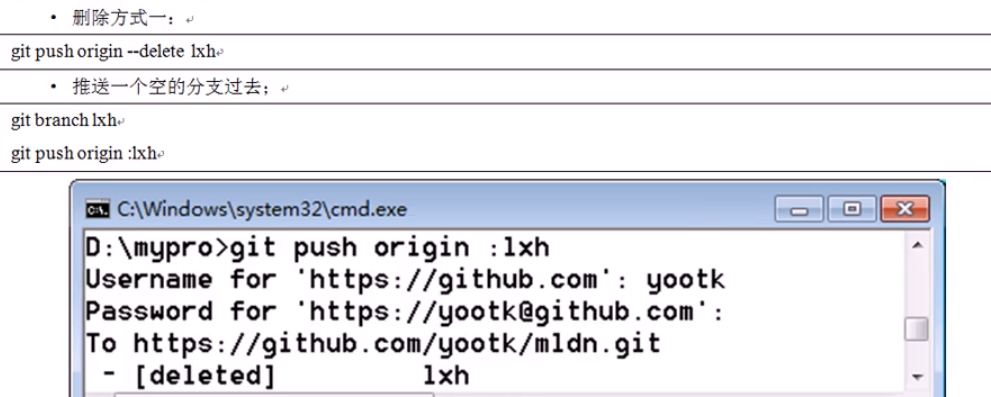 • 删除方式一：
git push origin --delete lxh
• 推送一个空的分支过去；
git branch lxh
git push origin :lxh
C:\Windows\system32\cmd.exe
D:\mypro>git push origin :lxh
Username for 'https://github.com': yootk
Password for 'https://yootk@github.com':
To https://github.com/yootk/mldn.git
- [deleted]         lxh